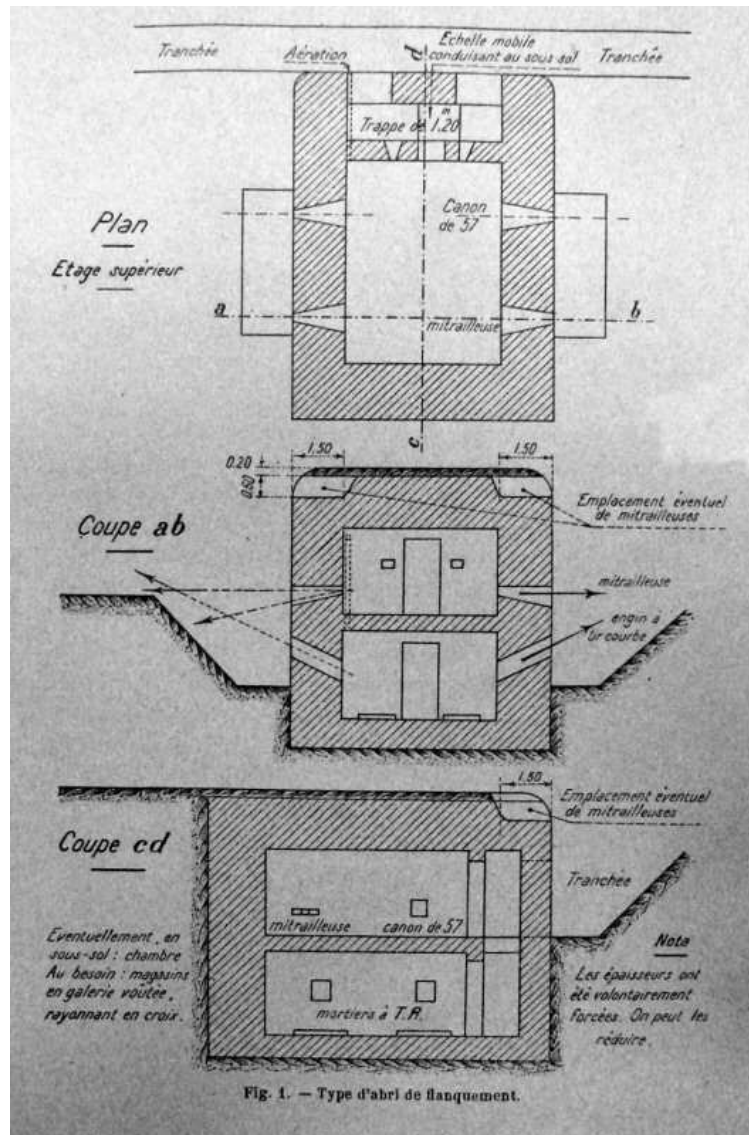 Tranchée
Aération
d
Echelle mobile
conduisant au sous-sol
Tranchée
Trappe de 1.20 m
Plan
Etage supérieur
Canon
de 57
a
mitrailleuse
b
c
1.50
1.50
0.20
0.60
Emplacement éventuel
de mitrailleuses
Coupe ab
mitrailleuse
engin à
tir courbe
1.50
Emplacement éventuel
de mitrailleuses
Coupe cd
Tranchée
mitrailleuse
canon de 57
Eventuellement, en
sous-sol : chambre
Au besoin : magasins
en galerie voûtée,
rayonnant en croix.
mortiers à T.R.
Nota
Les épaisseurs ont
été volontairement
forcées. On peut les
réduire.
Fig. 1. — Type d'abri de flanquement.